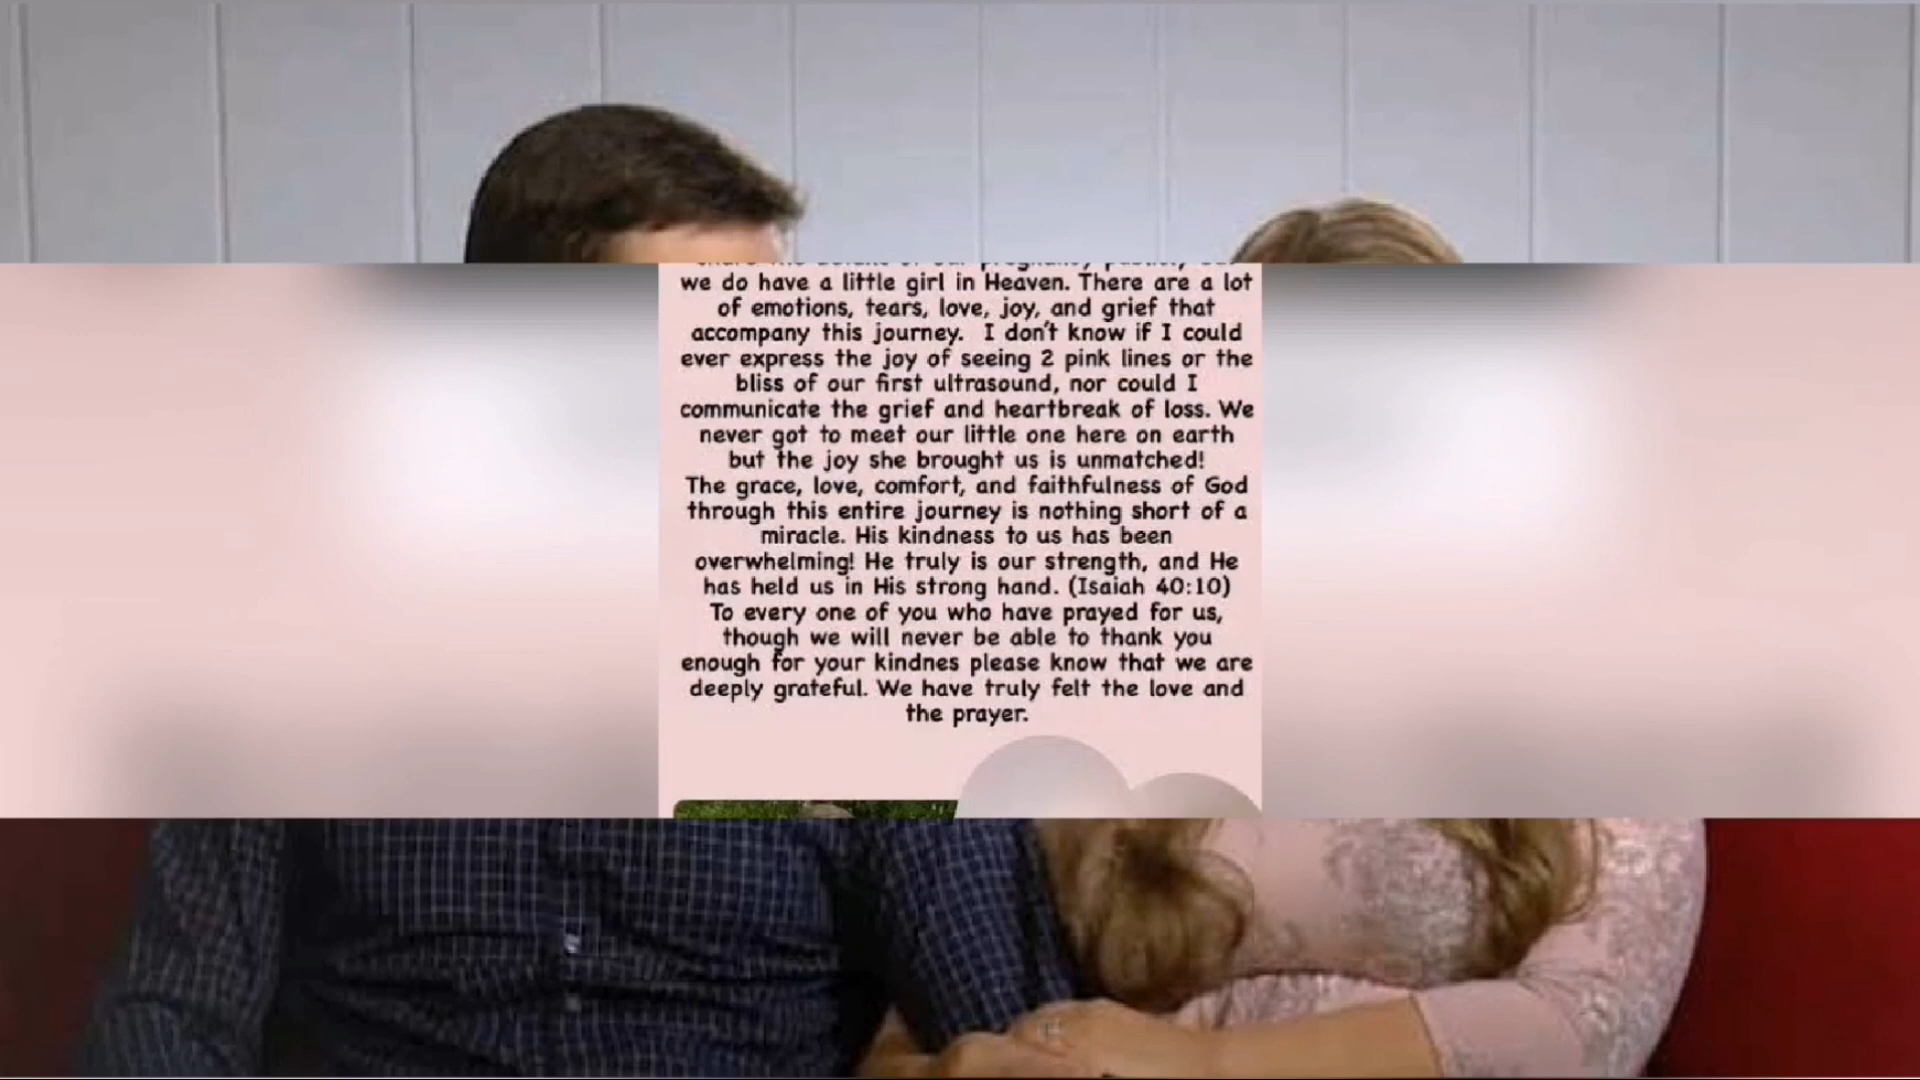 we do have a little girl in Heaven. There are a lot
of emotions, tears, love, joy, and grief that
accompany this journey.  I don't know if I could
ever express the joy of seeing 2 pink lines or the
bliss of our first ultrasound, nor could I
communicate the grief and heartbreak of loss. We
never got to meet our little one here on earth
but the joy she brought us is unmatched!
The grace, love, comfort, and faithfulness of God
through this entire journey is nothing short of a
miracle. His kindness to us has been
overwhelming! He truly is our strength, and He
has held us in His strong hand. (Isaiah 40:10)
To every one of you who have prayed for us,
though we will never be able to thank you
enough for your kindnes please know that we are
deeply grateful. We have truly felt the love and
the prayer.